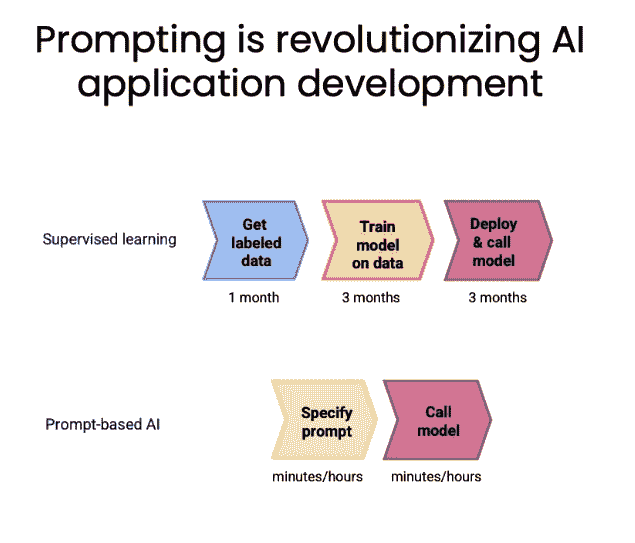 Prompting is revolutionizing AI
application development
Supervised learning
Get
labeled
data
Train
model
on data
Deploy
& call
model
1 month
3 months
3 months
Prompt-based AI
Specify
prompt
Call
model
minutes/hours
minutes/hours